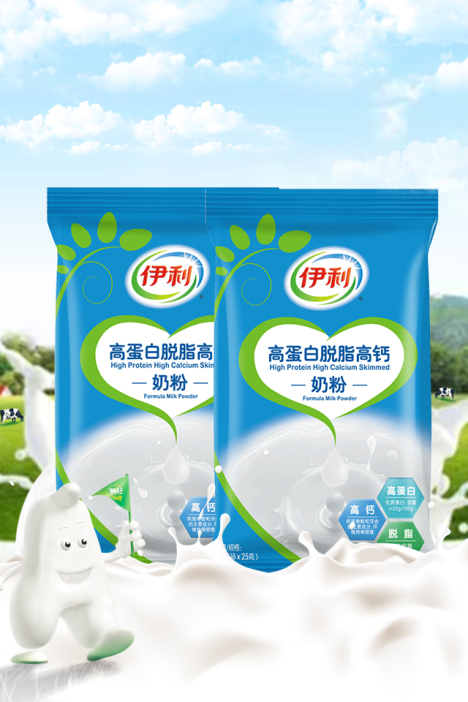 伊利
高蛋白脱脂高
High Protein High Calcium Skim
奶粉
Formula Milk Powder
高 钙
伊利
高蛋白脱脂高钙
High Protein High Calcium Skimmed
奶粉
Formula Milk Powder
高蛋白
高 钙
脱 脂